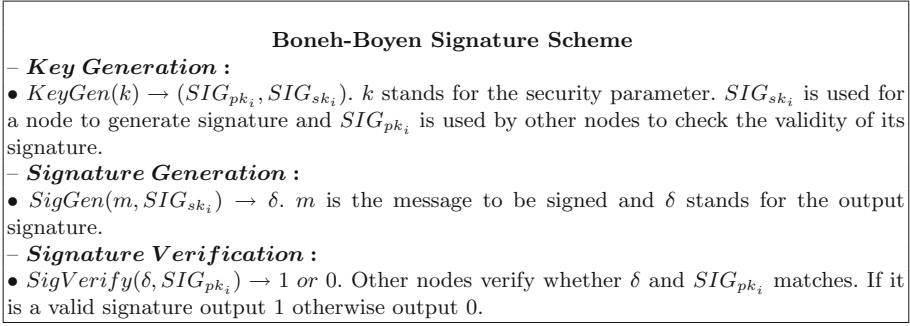 Boneh-Boyen Signature Scheme
– Key Generation :
• KeyGen(k) → (SIG_{pk_i}, SIG_{sk_i}). k stands for the security parameter. SIG_{sk_i} is used for
a node to generate signature and SIG_{pk_i} is used by other nodes to check the validity of its
signature.
– Signature Generation :
• SigGen(m, SIG_{sk_i}) → δ. m is the message to be signed and δ stands for the output
signature.
– Signature Verification :
• SigVerify(δ, SIG_{pk_i}) → 1 or 0. Other nodes verify whether δ and SIG_{pk_i} matches. If it
is a valid signature output 1 otherwise output 0.